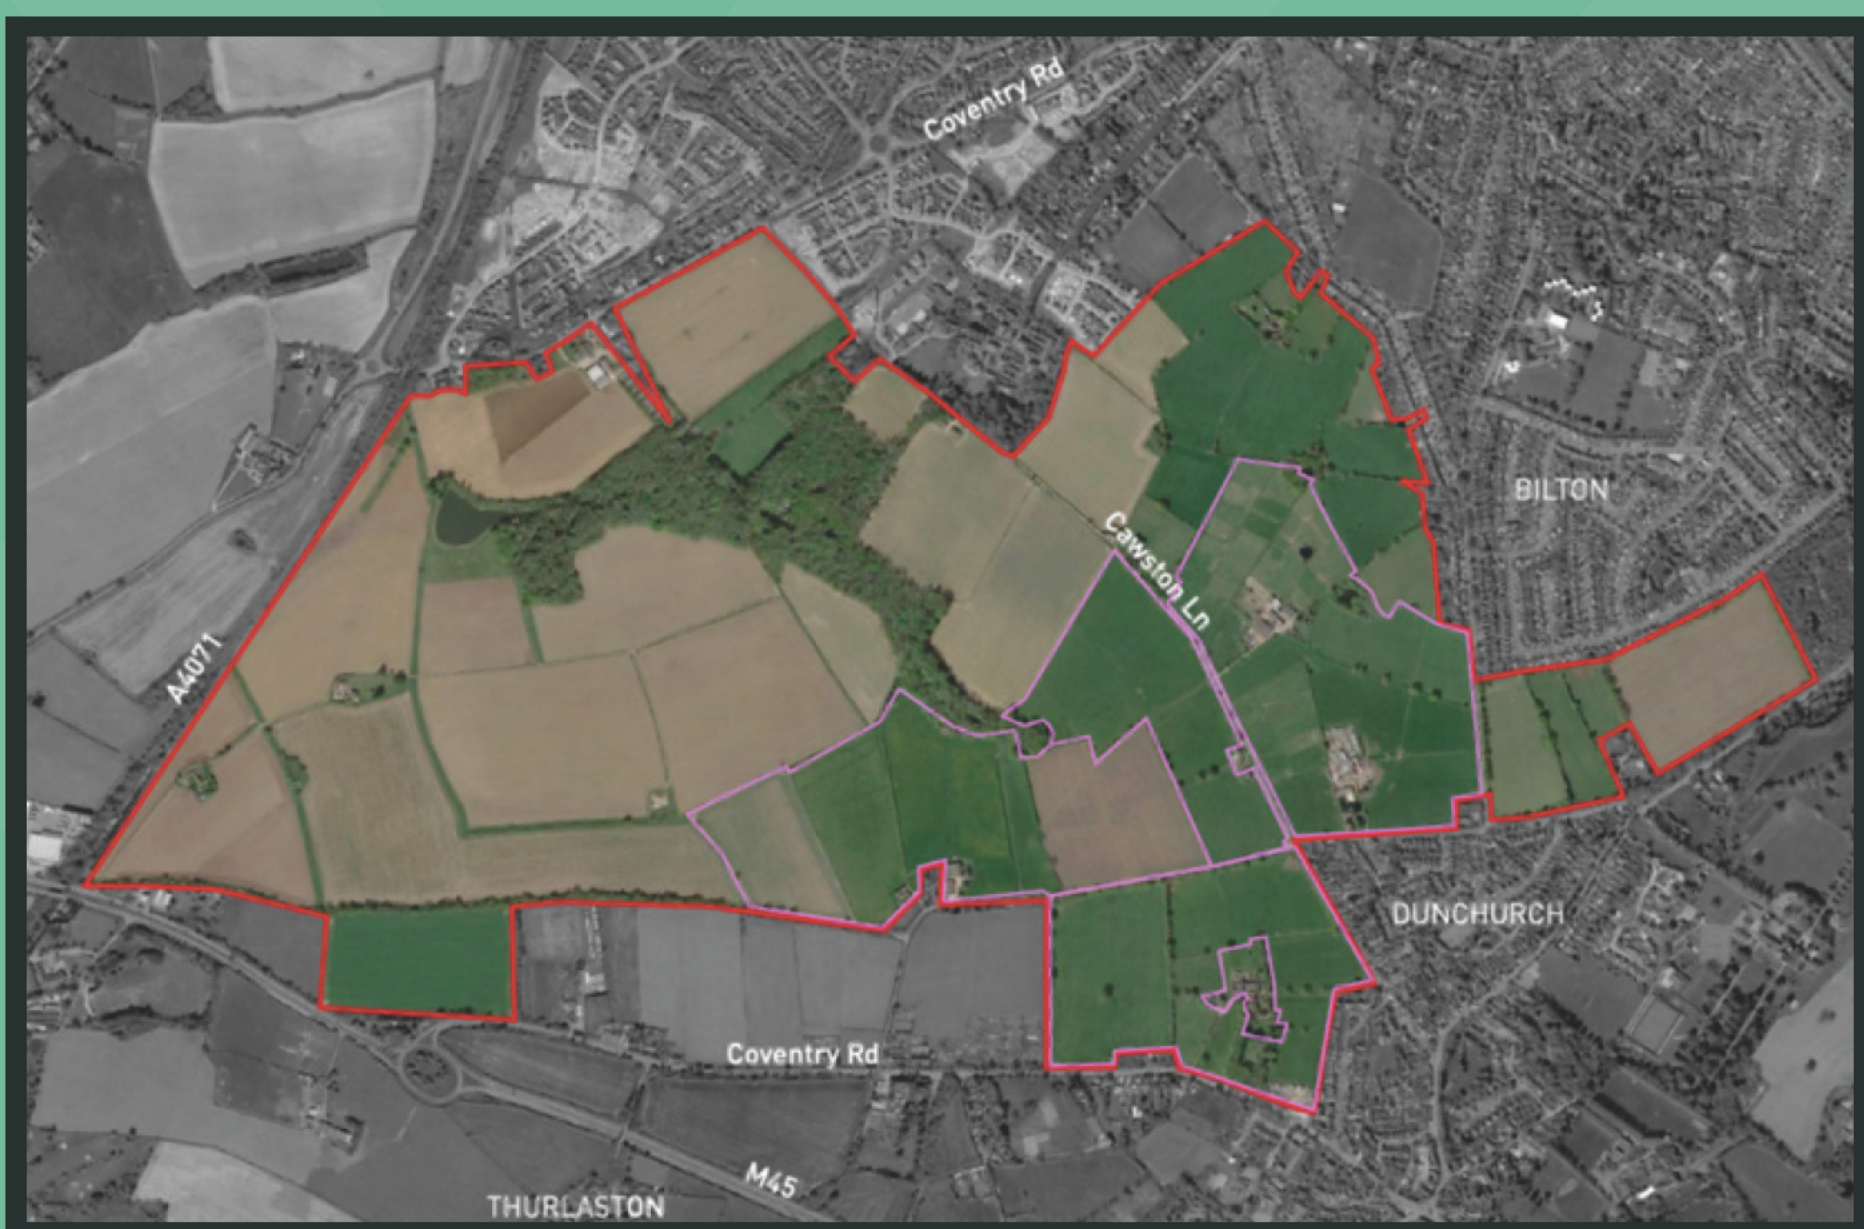 Coventry Rd
BILTON
Cawston Ln
A4071
DUNCHURCH
Coventry Rd
M45
THURLASTON